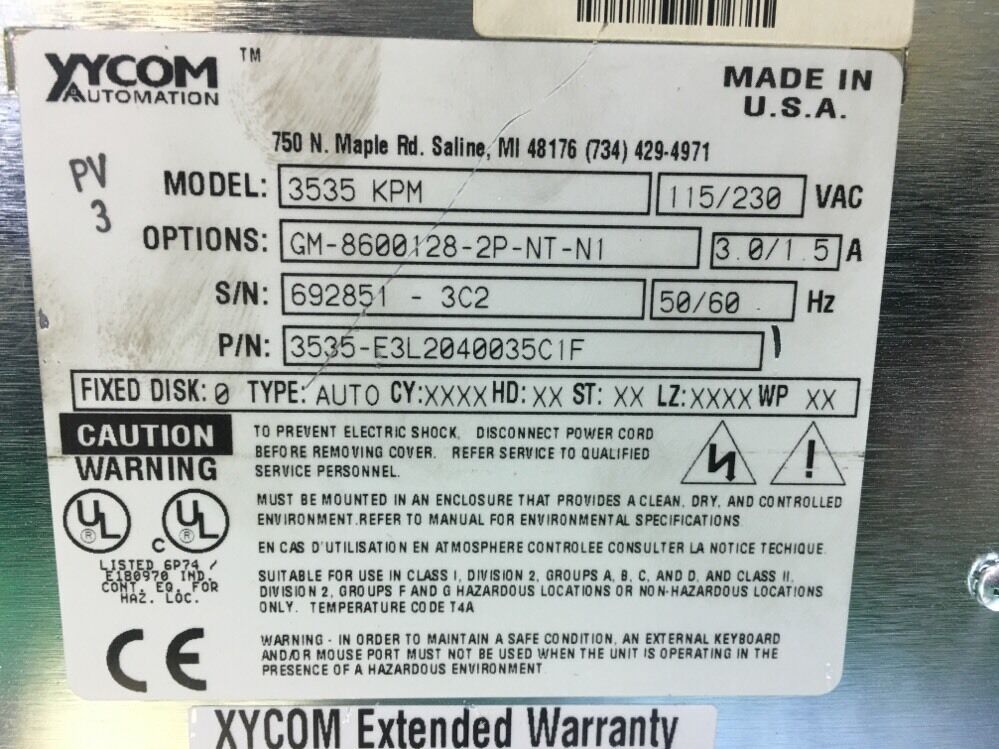 XYCOM ™
AUTOMATION
MADE IN
U.S.A.
750 N. Maple Rd. Saline, MI 48176 (734) 429-4971
PV
3
MODEL: 3535 KPM 115/230 VAC
OPTIONS: GM-8600128-2P-NT-N1 3.0/1.5 A
S/N: 692851 - 3C2 50/60 Hz
P/N: 3535-E3L2040035C1F
FIXED DISK: 0 TYPE: AUTO CY:XXXX HD: XX ST: XX LZ:XXXX WP XX
CAUTION
WARNING
TO PREVENT ELECTRIC SHOCK, DISCONNECT POWER CORD
BEFORE REMOVING COVER. REFER SERVICE TO QUALIFIED
SERVICE PERSONNEL.
MUST BE MOUNTED IN AN ENCLOSURE THAT PROVIDES A CLEAN, DRY, AND CONTROLLED
ENVIRONMENT.REFER TO MANUAL FOR ENVIRONMENTAL SPECIFICATIONS
EN CAS D'UTILISATION EN ATMOSPHERE CONTROLEE CONSULTER LA NOTICE TECHIQUE.
UL ® C UL ®
LISTED 6P74 /
E180970 IND.
CONT. EQ. FOR
HAZ. LOC.
SUITABLE FOR USE IN CLASS I, DIVISION 2, GROUPS A, B, C, AND D, AND CLASS II,
DIVISION 2, GROUPS F AND G HAZARDOUS LOCATIONS OR NON-HAZARDOUS LOCATIONS
ONLY. TEMPERATURE CODE T4A
CE
WARNING - IN ORDER TO MAINTAIN A SAFE CONDITION, AN EXTERNAL KEYBOARD
AND/OR MOUSE PORT MUST NOT BE USED WHEN THE UNIT IS OPERATING IN THE
PRESENCE OF A HAZARDOUS ENVIRONMENT
XYCOM Extended Warranty